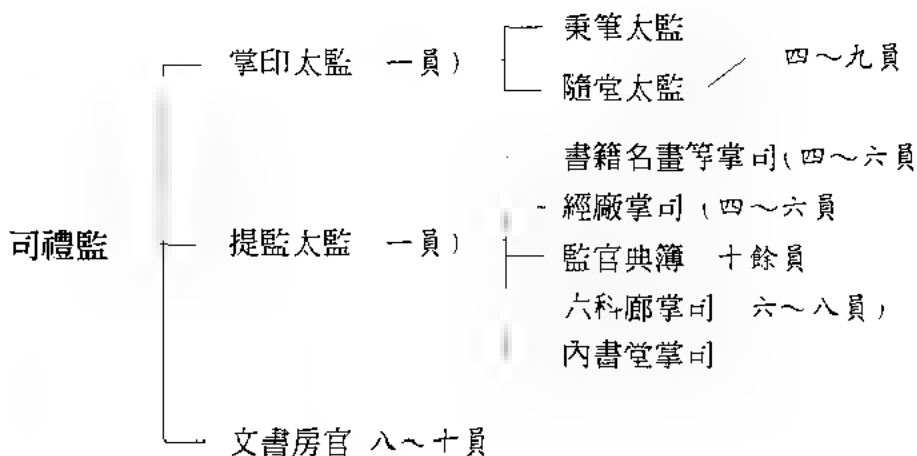 秉筆太監
掌印太監 一員)
四～九員
隨堂太監
書籍名畫等掌司(四～六員
經廠掌司(四～六員
司禮監
提監太監 一員)
監官典簿 十餘員
六科廊掌司 六～八員)
內書堂掌司
文書房官 八～十員